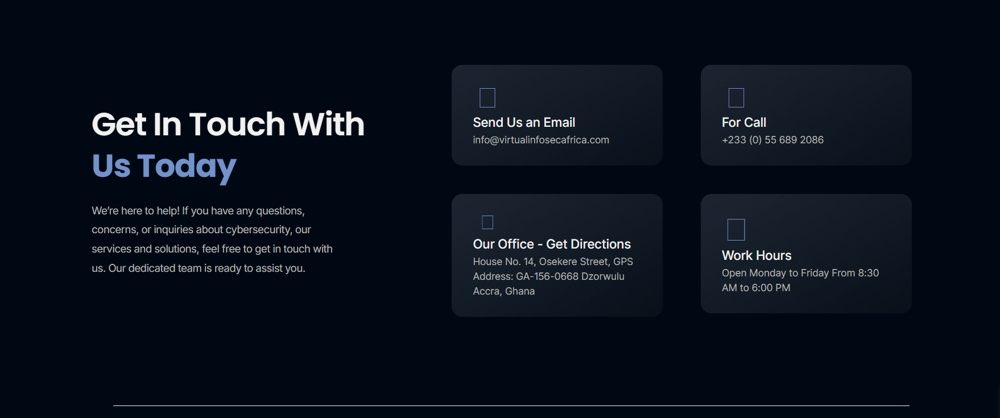 Get In Touch With
Us Today
We're here to help! If you have any questions,
concerns, or inquiries about cybersecurity, our
services and solutions, feel free to get in touch with
us. Our dedicated team is ready to assist you.
Send Us an Email
info@virtualinfosecafrica.com
For Call
+233 (0) 55 689 2086
Our Office - Get Directions
House No. 14, Osekere Street, GPS
Address: GA-156-0668 Dzorwulu
Accra, Ghana
Work Hours
Open Monday to Friday From 8:30
AM to 6:00 PM